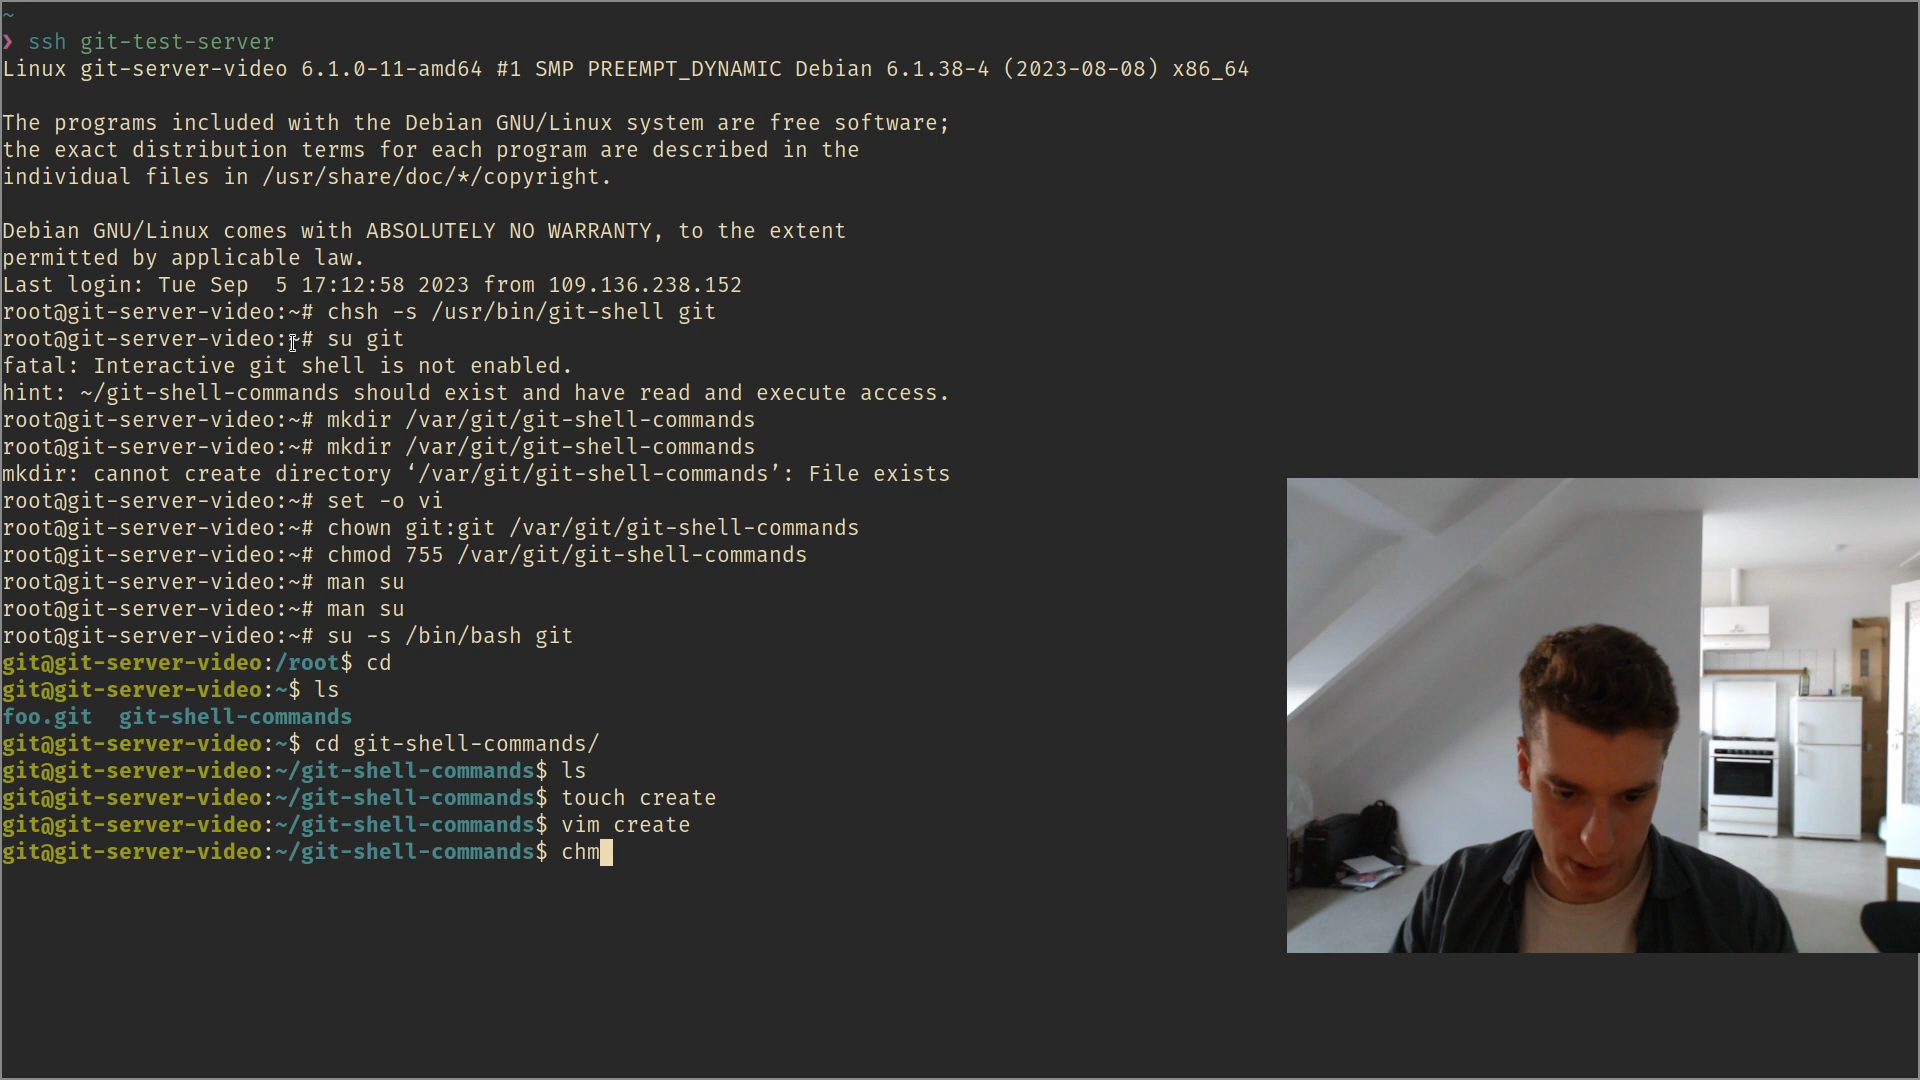 ~
❯ ssh git-test-server
Linux git-server-video 6.1.0-11-amd64 #1 SMP PREEMPT_DYNAMIC Debian 6.1.38-4 (2023-08-08) x86_64
The programs included with the Debian GNU/Linux system are free software;
the exact distribution terms for each program are described in the
individual files in /usr/share/doc/*/copyright.
Debian GNU/Linux comes with ABSOLUTELY NO WARRANTY, to the extent
permitted by applicable law.
Last login: Tue Sep  5 17:12:58 2023 from 109.136.238.152
root@git-server-video:~# chsh -s /usr/bin/git-shell git
root@git-server-video:~# su git
fatal: Interactive git shell is not enabled.
hint: ~/git-shell-commands should exist and have read and execute access.
root@git-server-video:~# mkdir /var/git/git-shell-commands
root@git-server-video:~# mkdir /var/git/git-shell-commands
mkdir: cannot create directory ‘/var/git/git-shell-commands’: File exists
root@git-server-video:~# set -o vi
root@git-server-video:~# chown git:git /var/git/git-shell-commands
root@git-server-video:~# chmod 755 /var/git/git-shell-commands
root@git-server-video:~# man su
root@git-server-video:~# man su
root@git-server-video:~# su -s /bin/bash git
git@git-server-video:/root$ cd
git@git-server-video:~$ ls
foo.git  git-shell-commands
git@git-server-video:~$ cd git-shell-commands/
git@git-server-video:~/git-shell-commands$ ls
git@git-server-video:~/git-shell-commands$ touch create
git@git-server-video:~/git-shell-commands$ vim create
git@git-server-video:~/git-shell-commands$ chm